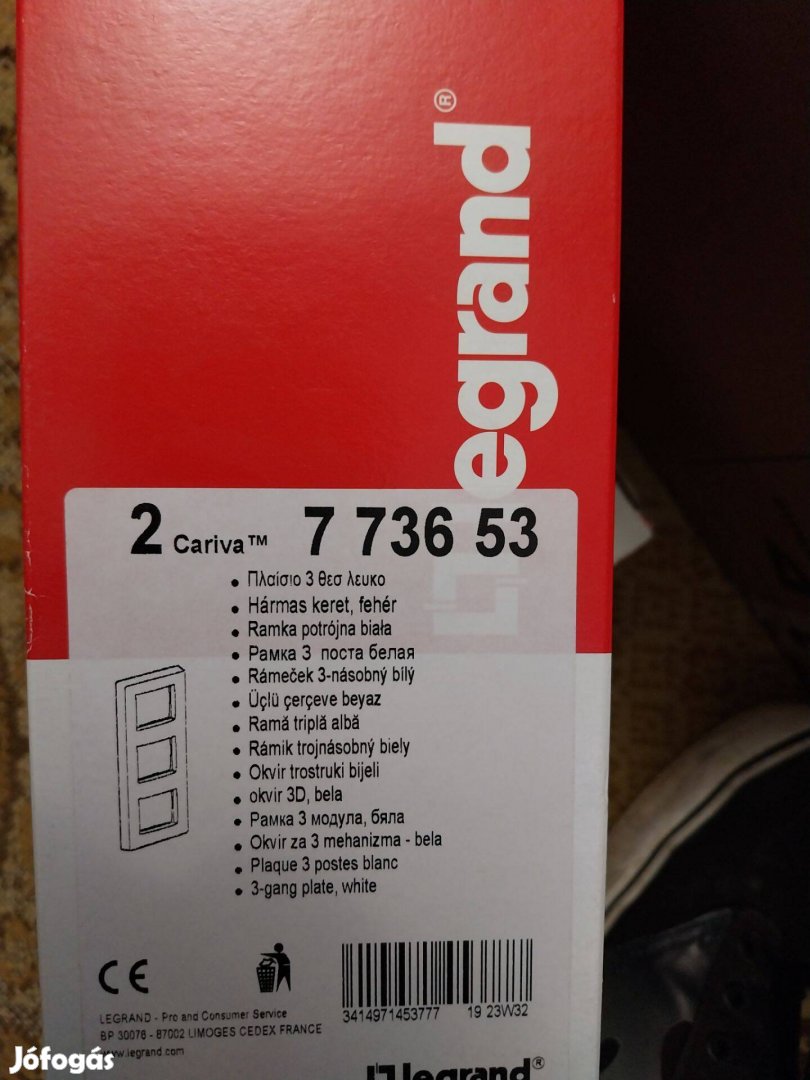 legrand®
2 Cariva™ 7 736 53
• Πλαίσιο 3 θεσ λευκο
• Hármas keret, fehér
• Ramka potrójna biała
• Рамка 3 поста белая
• Rámeček 3-násobný bílý
• Üçlü çerçeve beyaz
• Ramă triplă albă
• Rámik trojnásobný biely
• Okvir trostruki bijeli
• okvir 3D, bela
• Рамка 3 модула, бяла
• Okvir za 3 mehanizma - bela
• Plaque 3 postes blanc
• 3-gang plate, white
CE
LEGRAND - Pro and Consumer Service
BP 30076 - 87002 LIMOGES CEDEX FRANCE
www.legrand.com
3414971453777 19 23W32
legrand®
Jófogás